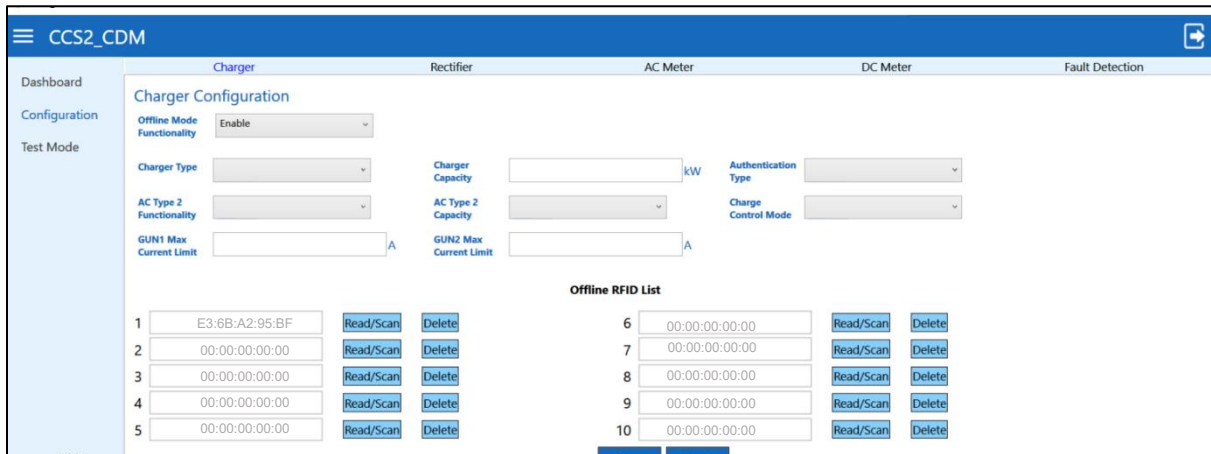 CCS2_CDM
Charger Rectifier AC Meter DC Meter Fault Detection
Dashboard
Configuration
Test Mode
Charger Configuration
Offline Mode
Functionality
Enable
Charger Type
Charger
Capacity
kW
Authentication
Type
AC Type 2
Functionality
AC Type 2
Capacity
Charge
Control Mode
GUN1 Max
Current Limit
A
GUN2 Max
Current Limit
A
Offline RFID List
1 E3:6B:A2:95:BF Read/Scan Delete 6 00:00:00:00:00 Read/Scan Delete
2 00:00:00:00:00 Read/Scan Delete 7 00:00:00:00:00 Read/Scan Delete
3 00:00:00:00:00 Read/Scan Delete 8 00:00:00:00:00 Read/Scan Delete
4 00:00:00:00:00 Read/Scan Delete 9 00:00:00:00:00 Read/Scan Delete
5 00:00:00:00:00 Read/Scan Delete 10 00:00:00:00:00 Read/Scan Delete